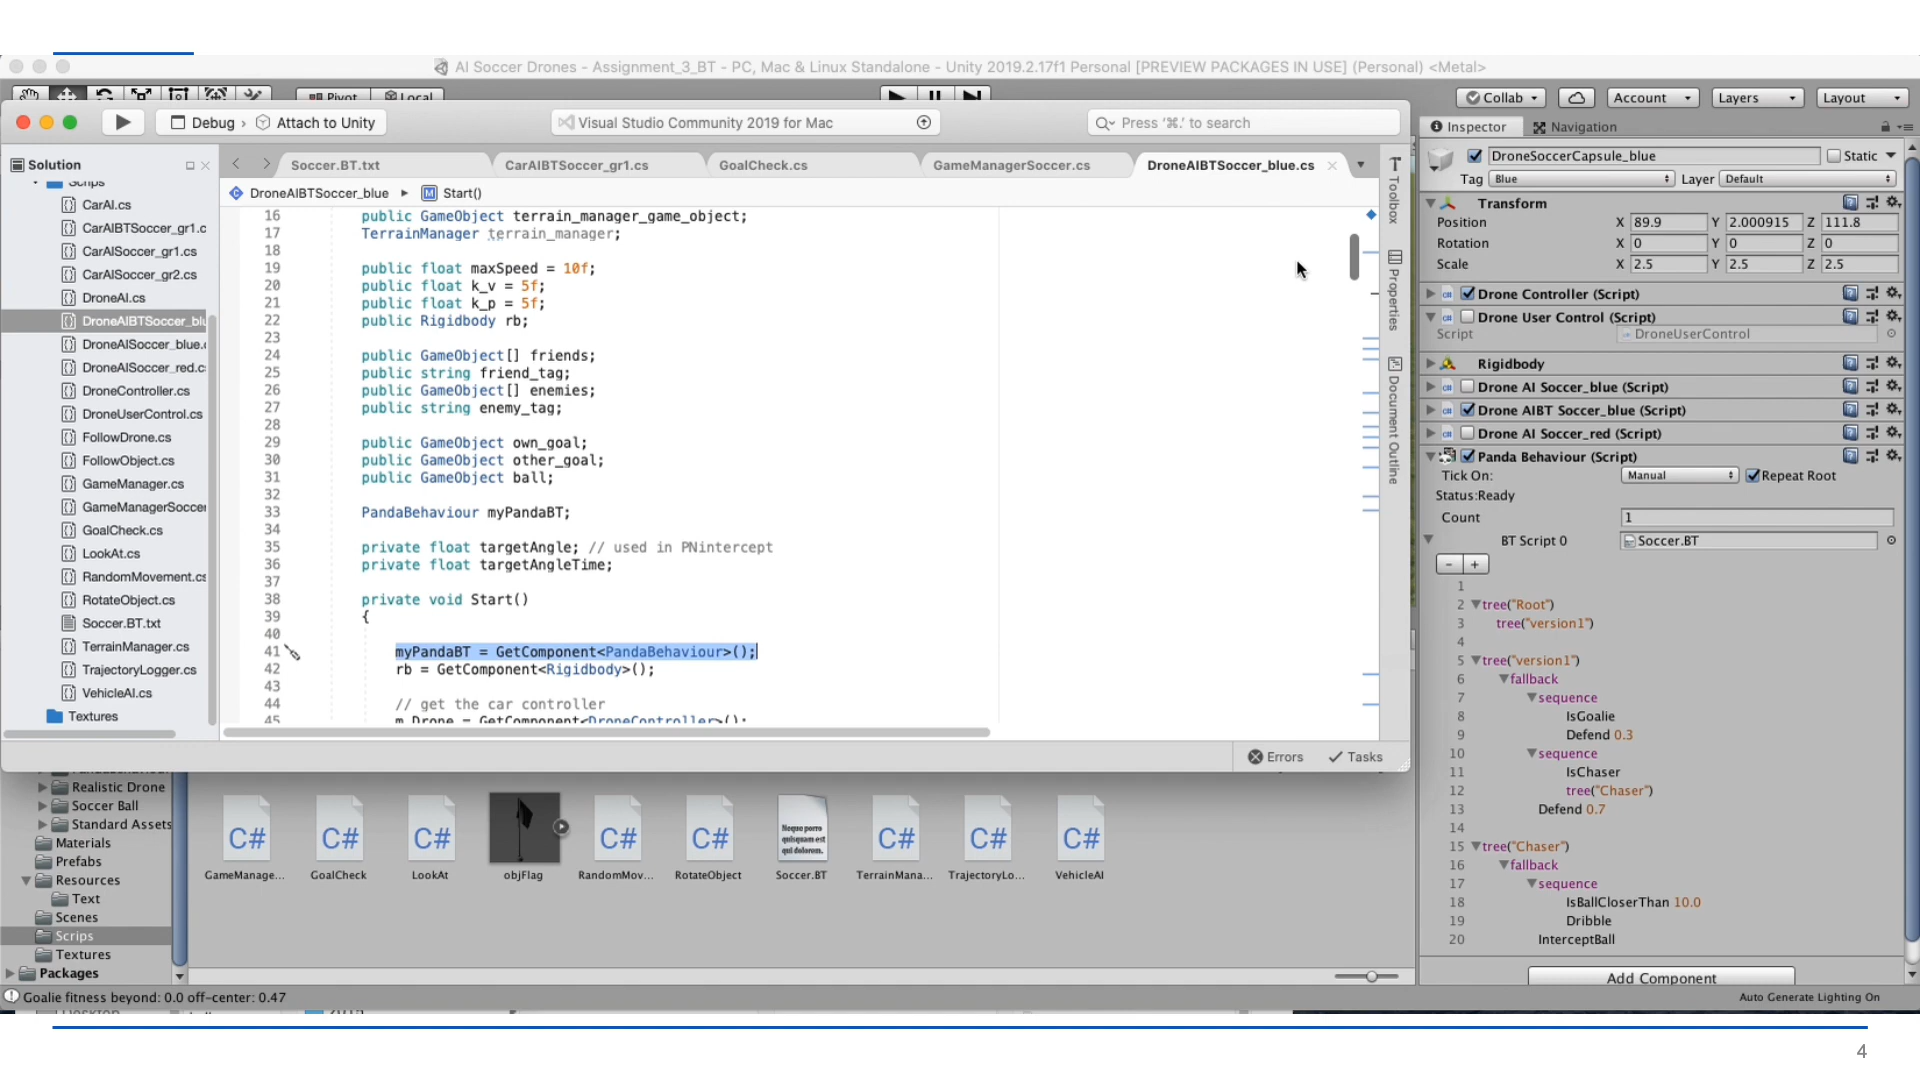 AI Soccer Drones - Assignment_3_BT - PC, Mac & Linux Standalone - Unity 2019.2.17f1 Personal [PREVIEW PACKAGES IN USE] (Personal) <Metal>
Pivot
Local
Collab
Account
Layers
Layout
Debug
Attach to Unity
Visual Studio Community 2019 for Mac
Press '⌘.' to search
Solution
Scrips
CarAI.cs
CarAIBTSoccer_gr1.c
CarAISoccer_gr1.cs
CarAISoccer_gr2.cs
DroneAI.cs
DroneAIBTSoccer_blu
DroneAISoccer_blue.c
DroneAISoccer_red.c
DroneController.cs
DroneUserControl.cs
FollowDrone.cs
FollowObject.cs
GameManager.cs
GameManagerSoccer
GoalCheck.cs
LookAt.cs
RandomMovement.cs
RotateObject.cs
Soccer.BT.txt
TerrainManager.cs
TrajectoryLogger.cs
VehicleAI.cs
Textures
Soccer.BT.txt
CarAIBTSoccer_gr1.cs
GoalCheck.cs
GameManagerSoccer.cs
DroneAIBTSoccer_blue.cs
DroneAIBTSoccer_blue
Start()
16 public GameObject terrain_manager_game_object;
17 TerrainManager terrain_manager;
18
19 public float maxSpeed = 10f;
20 public float k_v = 5f;
21 public float k_p = 5f;
22 public Rigidbody rb;
23
24 public GameObject[] friends;
25 public string friend_tag;
26 public GameObject[] enemies;
27 public string enemy_tag;
28
29 public GameObject own_goal;
30 public GameObject other_goal;
31 public GameObject ball;
32
33 PandaBehaviour myPandaBT;
34
35 private float targetAngle; // used in PNintercept
36 private float targetAngleTime;
37
38 private void Start()
39 {
40
41 myPandaBT = GetComponent<PandaBehaviour>();
42 rb = GetComponent<Rigidbody>();
43
44 // get the car controller
45 m_Drone = GetComponent<DroneController>();
Toolbox
Properties
Document Outline
Errors
Tasks
Inspector
Navigation
DroneSoccerCapsule_blue
Static
Tag Blue
Layer Default
Transform
Position X 89.9 Y 2.000915 Z 111.8
Rotation X 0 Y 0 Z 0
Scale X 2.5 Y 2.5 Z 2.5
Drone Controller (Script)
Drone User Control (Script)
Script DroneUserControl
Rigidbody
Drone AI Soccer_blue (Script)
Drone AIBT Soccer_blue (Script)
Drone AI Soccer_red (Script)
Panda Behaviour (Script)
Tick On: Manual Repeat Root
Status:Ready
Count 1
BT Script 0 Soccer.BT
- +
1
2 tree("Root")
3 tree("version1")
4
5 tree("version1")
6 fallback
7 sequence
8 IsGoalie
9 Defend 0.3
10 sequence
11 IsChaser
12 tree("Chaser")
13 Defend 0.7
14
15 tree("Chaser")
16 fallback
17 sequence
18 IsBallCloserThan 10.0
19 Dribble
20 InterceptBall
Add Component
Realistic Drone
Soccer Ball
Standard Assets
Materials
Prefabs
Resources
Text
Scenes
Scrips
Textures
Packages
C# C# C# C# C# Neque porro quisquam est qui dolorem. C# C# C#
GameManage...
GoalCheck
LookAt
objFlag
RandomMov...
RotateObject
Soccer.BT
TerrainMana...
TrajectoryLo...
VehicleAI
Goalie fitness beyond: 0.0 off-center: 0.47
Auto Generate Lighting On
4